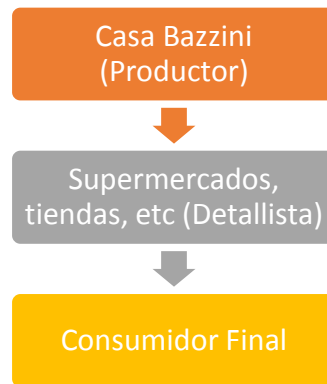 Casa Bazzini
(Productor)
Supermercados,
tiendas, etc (Detallista)
Consumidor Final